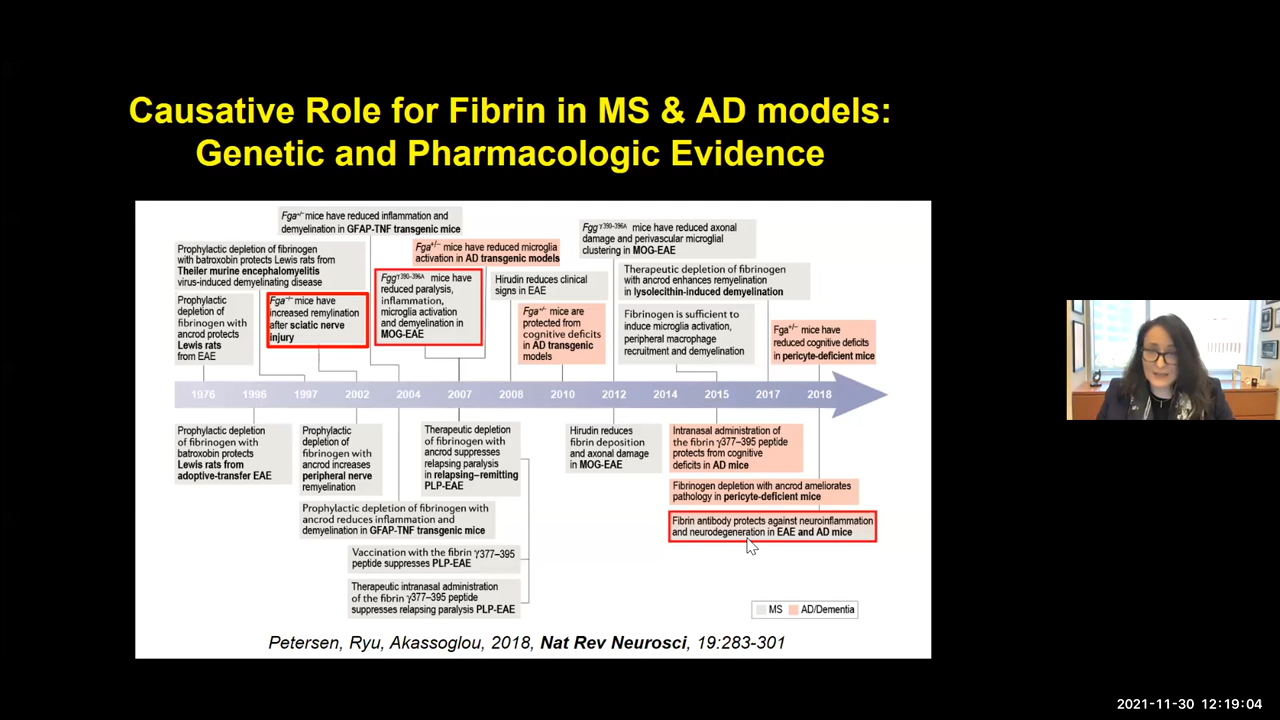 Causative Role for Fibrin in MS & AD models:
Genetic and Pharmacologic Evidence
Fga⁺/⁻ mice have reduced inflammation and
demyelination in GFAP-TNF transgenic mice
Prophylactic depletion of fibrinogen
with batroxobin protects Lewis rats from
Theiler murine encephalomyelitis
virus-induced demyelinating disease
Prophylactic
depletion of
fibrinogen with
ancrod protects
Lewis rats
from EAE
Fga⁻/⁻ mice have
increased remylination
after sciatic nerve
injury
Fga⁺/⁻ mice have reduced microglia
activation in AD transgenic models
Fggγ390–396A mice have
reduced paralysis,
inflammation,
microglia activation
and demyelination in
MOG-EAE
Hirudin reduces clinical
signs in EAE
Fga⁺/⁻ mice are
protected from
cognitive deficits
in AD transgenic
models
Fggγ390–396A mice have reduced axonal
damage and perivascular microglial
clustering in MOG-EAE
Therapeutic depletion of fibrinogen
with ancrod enhances remyelination
in lysolecithin-induced demyelination
Fibrinogen is sufficient to
induce microglia activation,
peripheral macrophage
recruitment and demyelination
Fga⁺/⁻ mice have
reduced cognitive deficits
in pericyte-deficient mice
1976 1996 1997 2002 2004 2007 2008 2010 2012 2014 2015 2017 2018
Prophylactic depletion
of fibrinogen with
batroxobin protects
Lewis rats from
adoptive-transfer EAE
Prophylactic
depletion of
fibrinogen with
ancrod increases
peripheral nerve
remyelination
Prophylactic depletion of fibrinogen with
ancrod reduces inflammation and
demyelination in GFAP-TNF transgenic mice
Therapeutic depletion
of fibrinogen with
ancrod suppresses
relapsing paralysis
in relapsing–remitting
PLP-EAE
Vaccination with the fibrin γ377–395
peptide suppresses PLP-EAE
Therapeutic intranasal administration
of the fibrin γ377–395 peptide
suppresses relapsing paralysis PLP-EAE
Hirudin reduces
fibrin deposition
and axonal damage
in MOG-EAE
Intranasal administration of
the fibrin γ377–395 peptide
protects from cognitive
deficits in AD mice
Fibrinogen depletion with ancrod ameliorates
pathology in pericyte-deficient mice
Fibrin antibody protects against neuroinflammation
and neurodegeneration in EAE and AD mice
MS AD/Dementia
Petersen, Ryu, Akassoglou, 2018, Nat Rev Neurosci, 19:283-301
2021-11-30 12:19:04